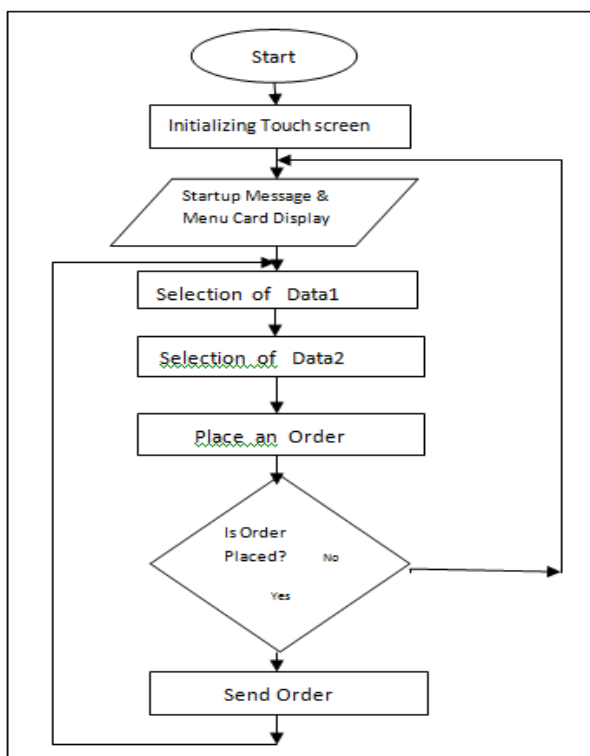 Start
Initializing Touch screen
Startup Message &
Menu Card Display
Selection of Data1
Selection of Data2
Place an Order
Is Order
Placed?
No
Yes
Send Order